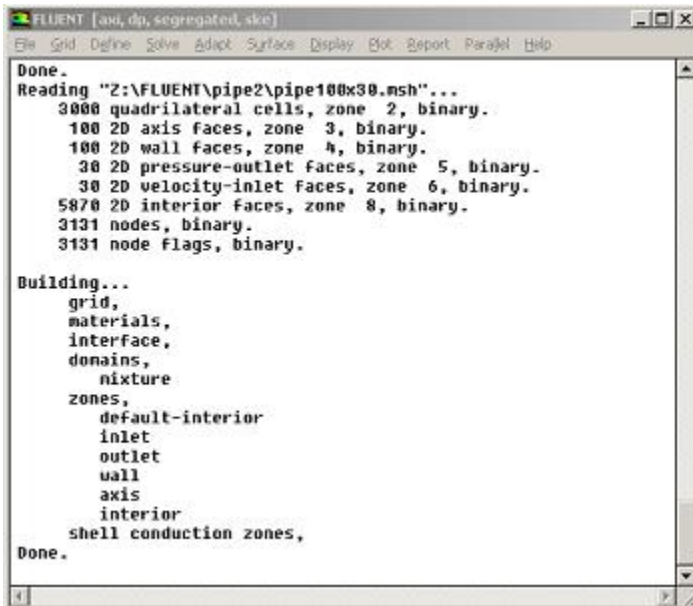 FLUENT [axi, dp, segregated, ske]
File Grid Define Solve Adapt Surface Display Plot Report Parallel Help
Done.
Reading "Z:\FLUENT\pipe2\pipe100x30.msh"...
3000 quadrilateral cells, zone 2, binary.
100 2D axis faces, zone 3, binary.
100 2D wall faces, zone 4, binary.
30 2D pressure-outlet faces, zone 5, binary.
30 2D velocity-inlet faces, zone 6, binary.
5870 2D interior faces, zone 8, binary.
3131 nodes, binary.
3131 node flags, binary.
Building...
grid,
materials,
interface,
domains,
mixture
zones,
default-interior
inlet
outlet
wall
axis
interior
shell conduction zones,
Done.